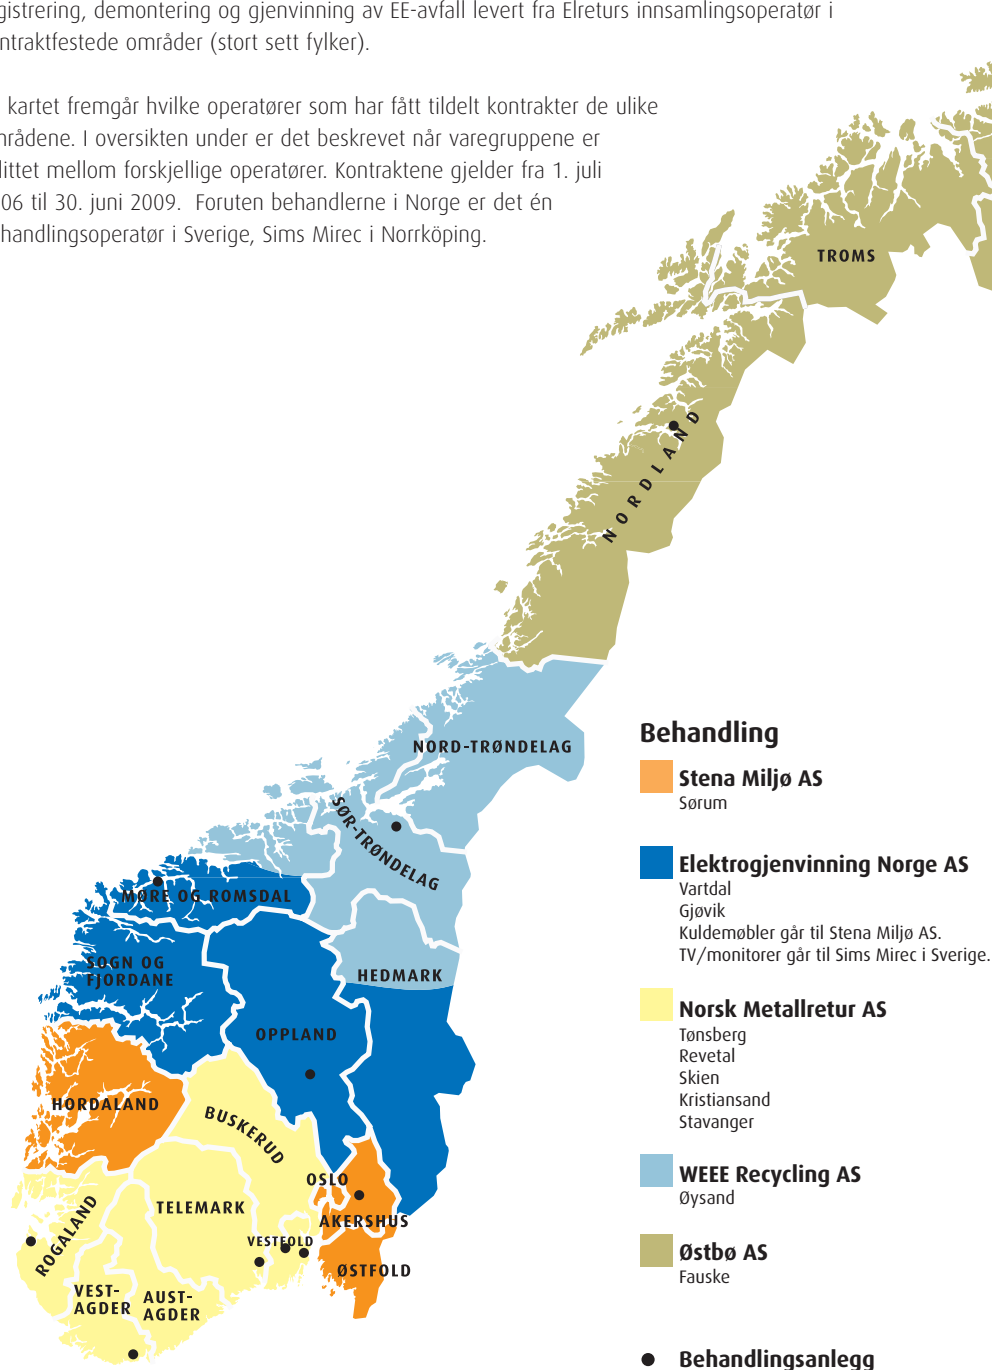 gistrering, demontering og gjenvinning av EE-avfall levert fra Elreturs innsamlingsoperatør i
ntraktfestede områder (stort sett fylker).
kartet fremgår hvilke operatører som har fått tildelt kontrakter de ulike
nrådene. I oversikten under er det beskrevet når varegruppene er
littet mellom forskjellige operatører. Kontraktene gjelder fra 1. juli
06 til 30. juni 2009. Foruten behandlerne i Norge er det én
handlingsoperatør i Sverige, Sims Mirec i Norrköping.
TROMS
NORDLAND
NORD-TRØNDELAG
SØR-TRØNDELAG
MØRE OG ROMSDAL
SOGN OG
FJORDANE
HEDMARK
OPPLAND
HORDALAND
BUSKERUD
OSLO
AKERSHUS
TELEMARK
VESTFOLD
ROGALAND
ØSTFOLD
VEST-
AGDER
AUST-
AGDER
Behandling
Stena Miljø AS
Sørum
Elektrogjenvinning Norge AS
Vartdal
Gjøvik
Kuldemøbler går til Stena Miljø AS.
TV/monitorer går til Sims Mirec i Sverige.
Norsk Metallretur AS
Tønsberg
Revetal
Skien
Kristiansand
Stavanger
WEEE Recycling AS
Øysand
Østbø AS
Fauske
Behandlingsanlegg